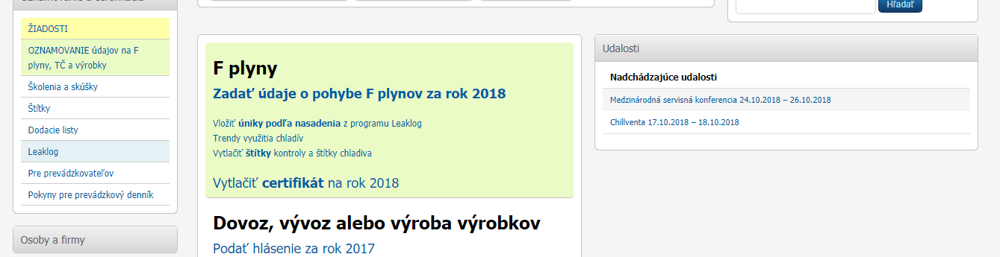 Oznamovanie a certifikácia
ŽIADOSTI
OZNAMOVANIE údajov na F
plyny, TČ a výrobky
Školenia a skúšky
Štítky
Dodacie listy
Leaklog
Pre prevádzkovateľov
Pokyny pre prevádzkový denník
Osoby a firmy
F plyny
Zadať údaje o pohybe F plynov za rok 2018
Vložiť úniky podľa nasadenia z programu Leaklog
Trendy využitia chladív
Vytlačiť štítky kontroly a štítky chladiva
Vytlačiť certifikát na rok 2018
Dovoz, vývoz alebo výroba výrobkov
Podať hlásenie za rok 2017
Hľadať
Udalosti
Nadchádzajúce udalosti
Medzinárodná servisná konferencia 24.10.2018 – 26.10.2018
Chillventa 17.10.2018 – 18.10.2018